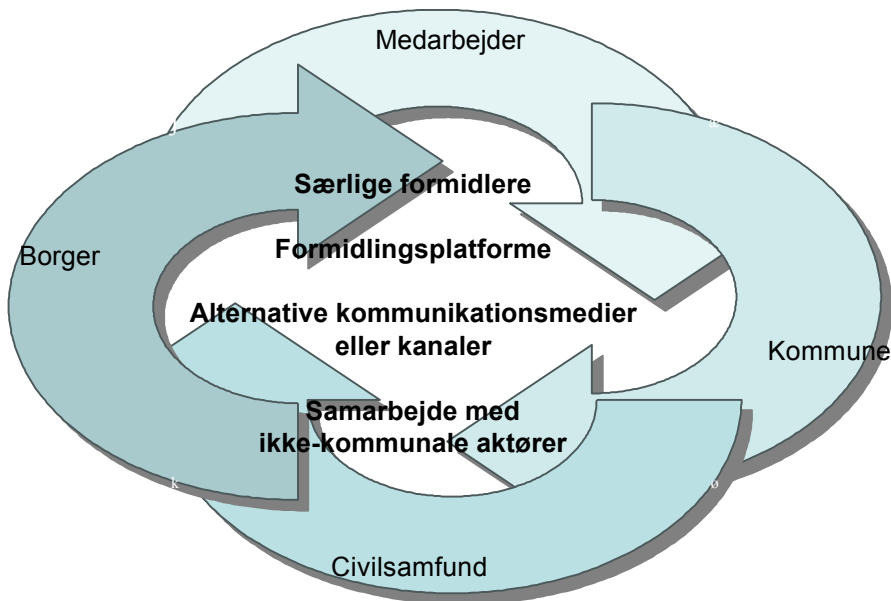 Medarbejder
j
æ
Særlige formidlere
Borger
Formidlingsplatforme
Alternative kommunikationsmedier
eller kanaler
Kommune
Samarbejde med
ikke-kommunale aktører
k
ø
Civilsamfund